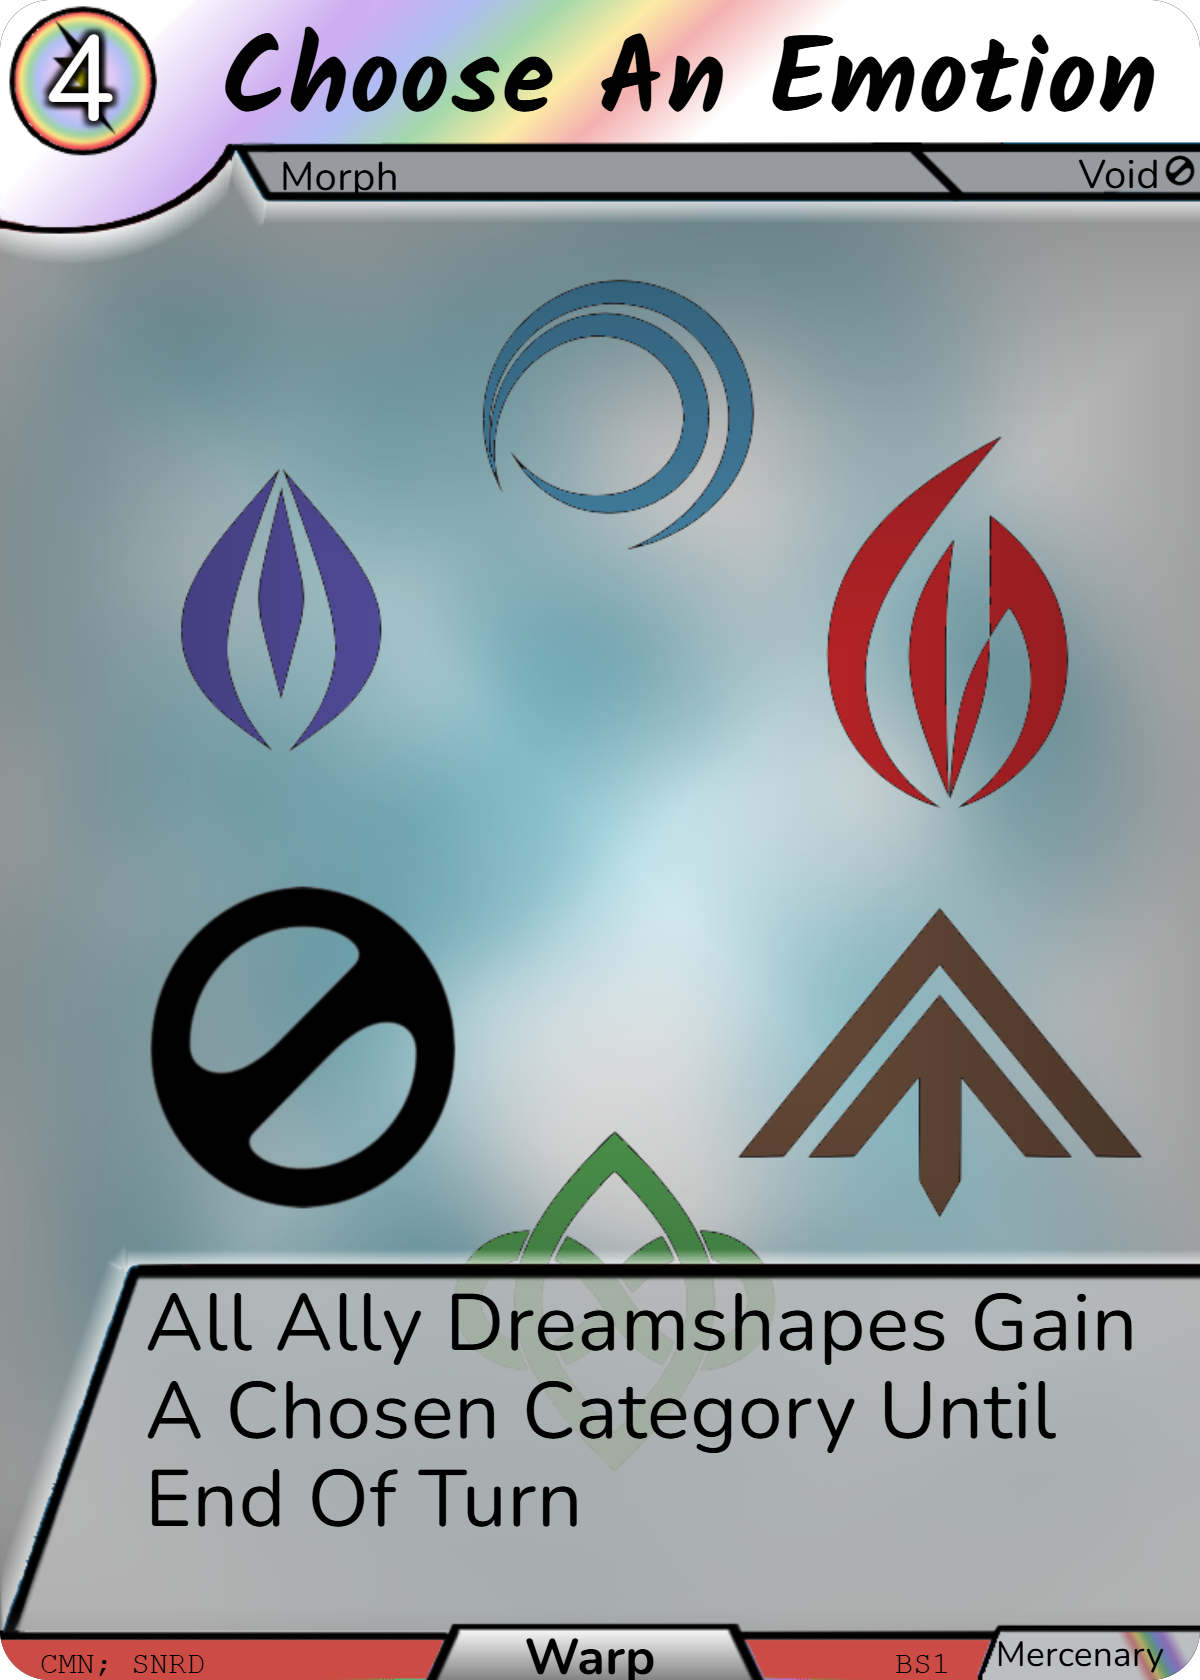 4
Choose An Emotion
Morph
Void
All Ally Dreamshapes Gain
A Chosen Category Until
End Of Turn
CMN; SNRD
Warp
BS1
Mercenary